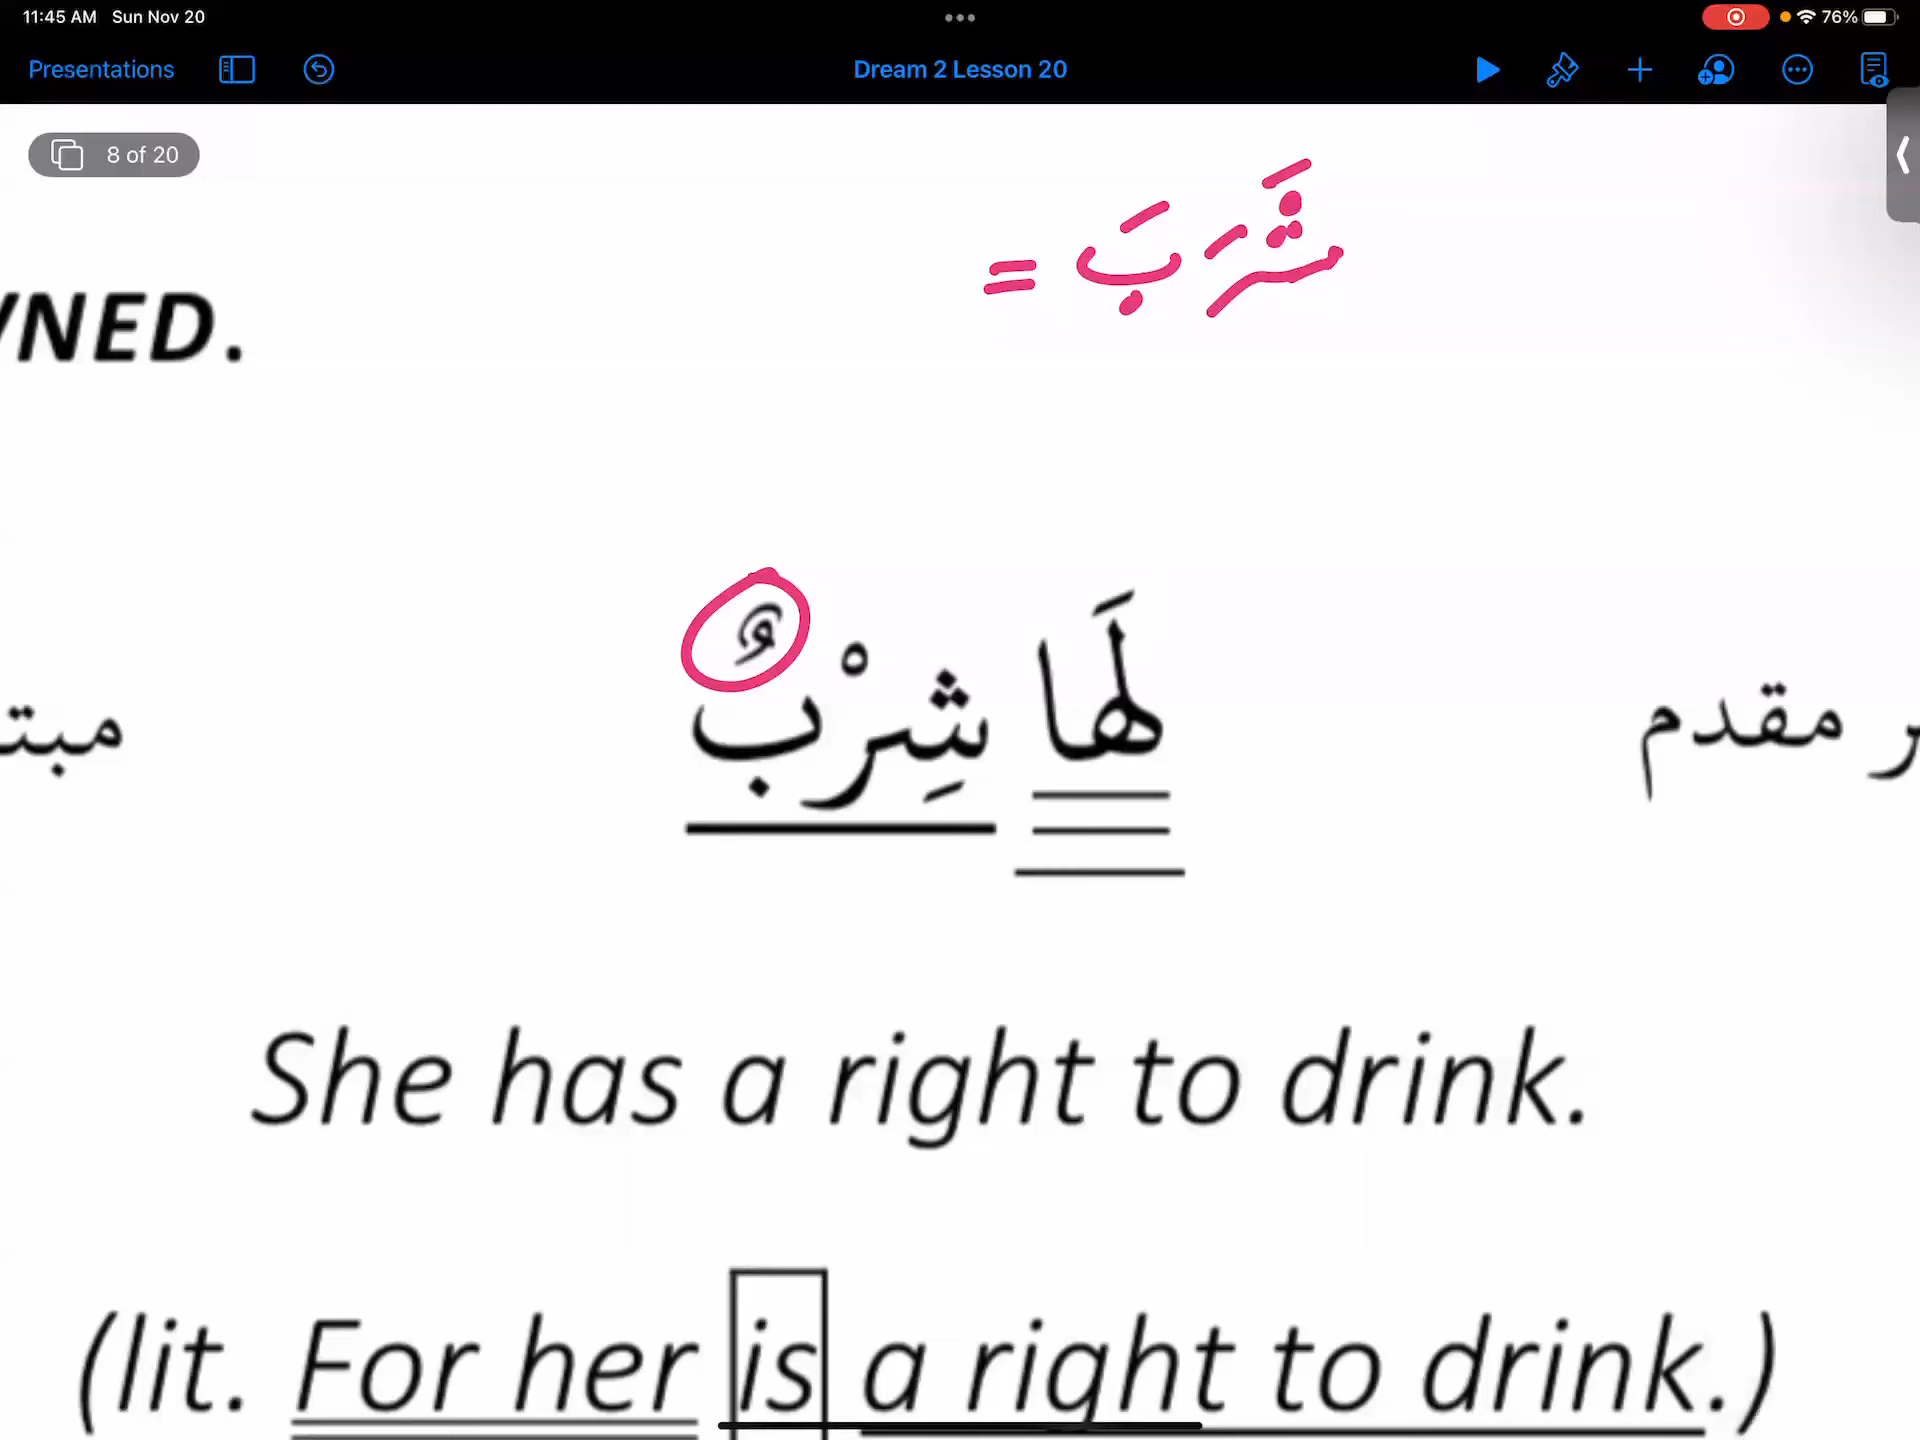 11:45 AM Sun Nov 20
76%
Presentations
Dream 2 Lesson 20
8 of 20
شَرَبَ =
NED.
لَهَا شِرْبٌ
مقدم
She has a right to drink.
(lit. For her is a right to drink.)